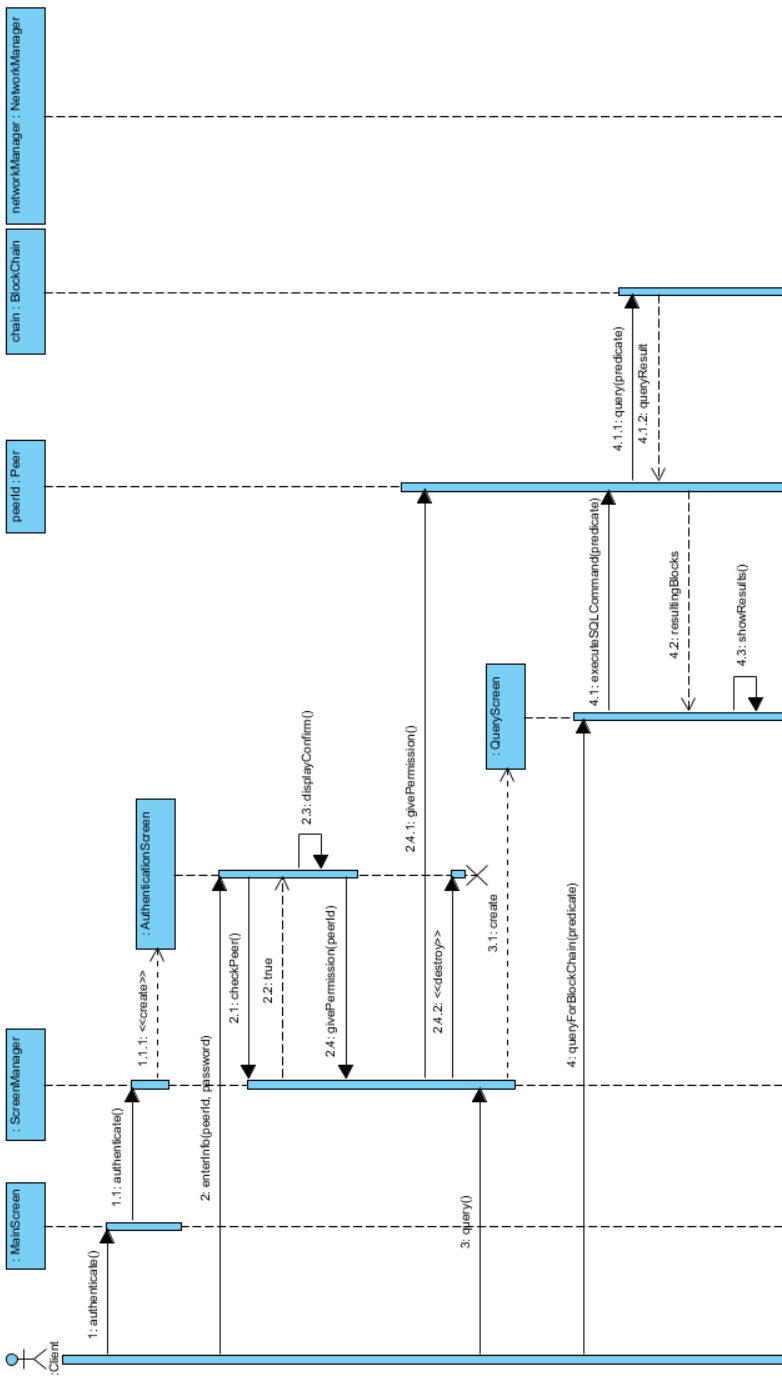 :Client
: MainScreen
: ScreenManager
: AuthenticationScreen
: QueryScreen
peerId : Peer
chain : BlockChain
networkManager : NetworkManager
1: authenticate()
1.1: authenticate()
1.1.1: <<create>>
2: enterInfo(peerId, password)
2.1: checkPeer()
2.2: true
2.3: displayConfirm()
2.4: givePermission(peerId)
2.4.1: givePermission()
2.4.2: <<destroy>>
3: query()
3.1: create
4: queryForBlockChain(predicate)
4.1: executeSQLCommand(predicate)
4.1.1: query(predicate)
4.1.2: queryResult
4.2: resultingBlocks
4.3: showResults()